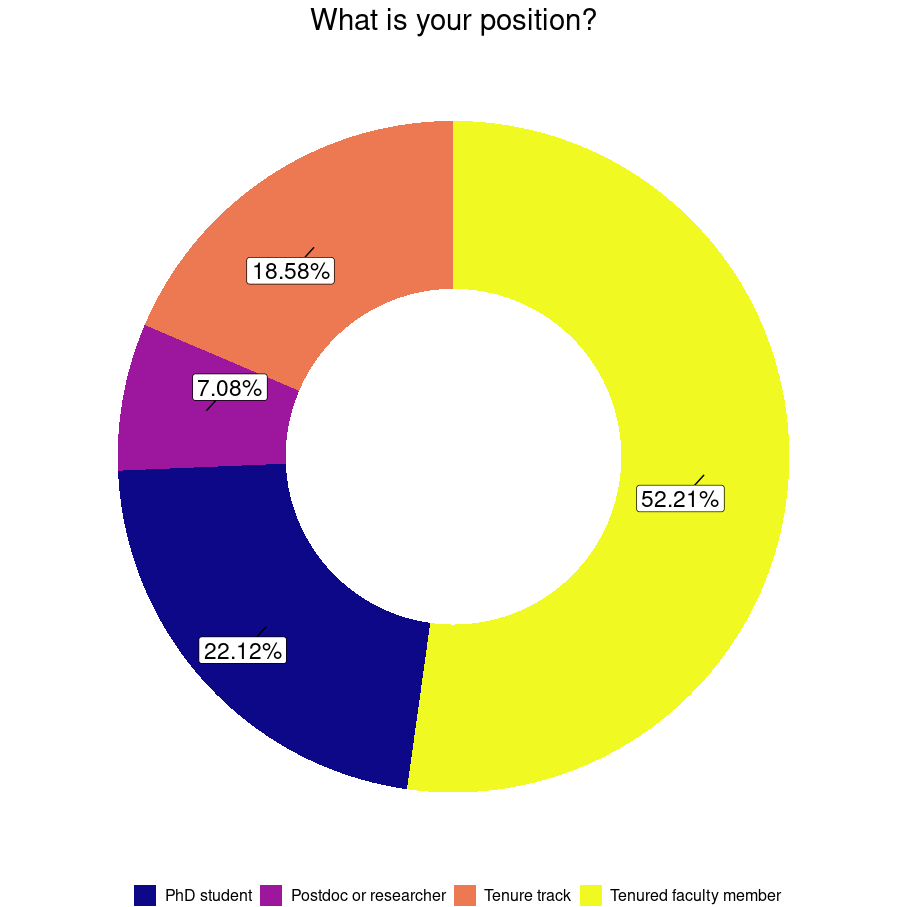 What is your position?
18.58%
7.08%
52.21%
22.12%
PhD student Postdoc or researcher Tenure track Tenured faculty member